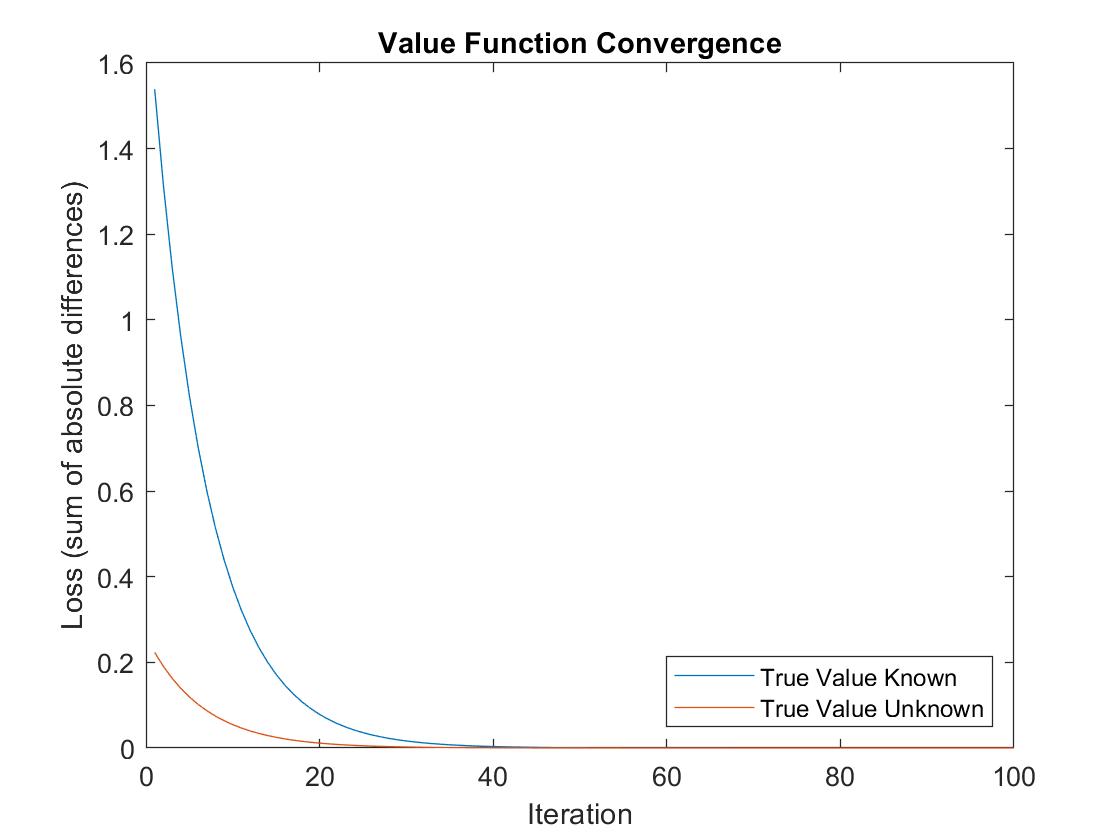 Value Function Convergence
1.6
1.4
1.2
1
0.8
0.6
0.4
0.2
0
Loss (sum of absolute differences)
True Value Known
True Value Unknown
0 20 40 60 80 100
Iteration